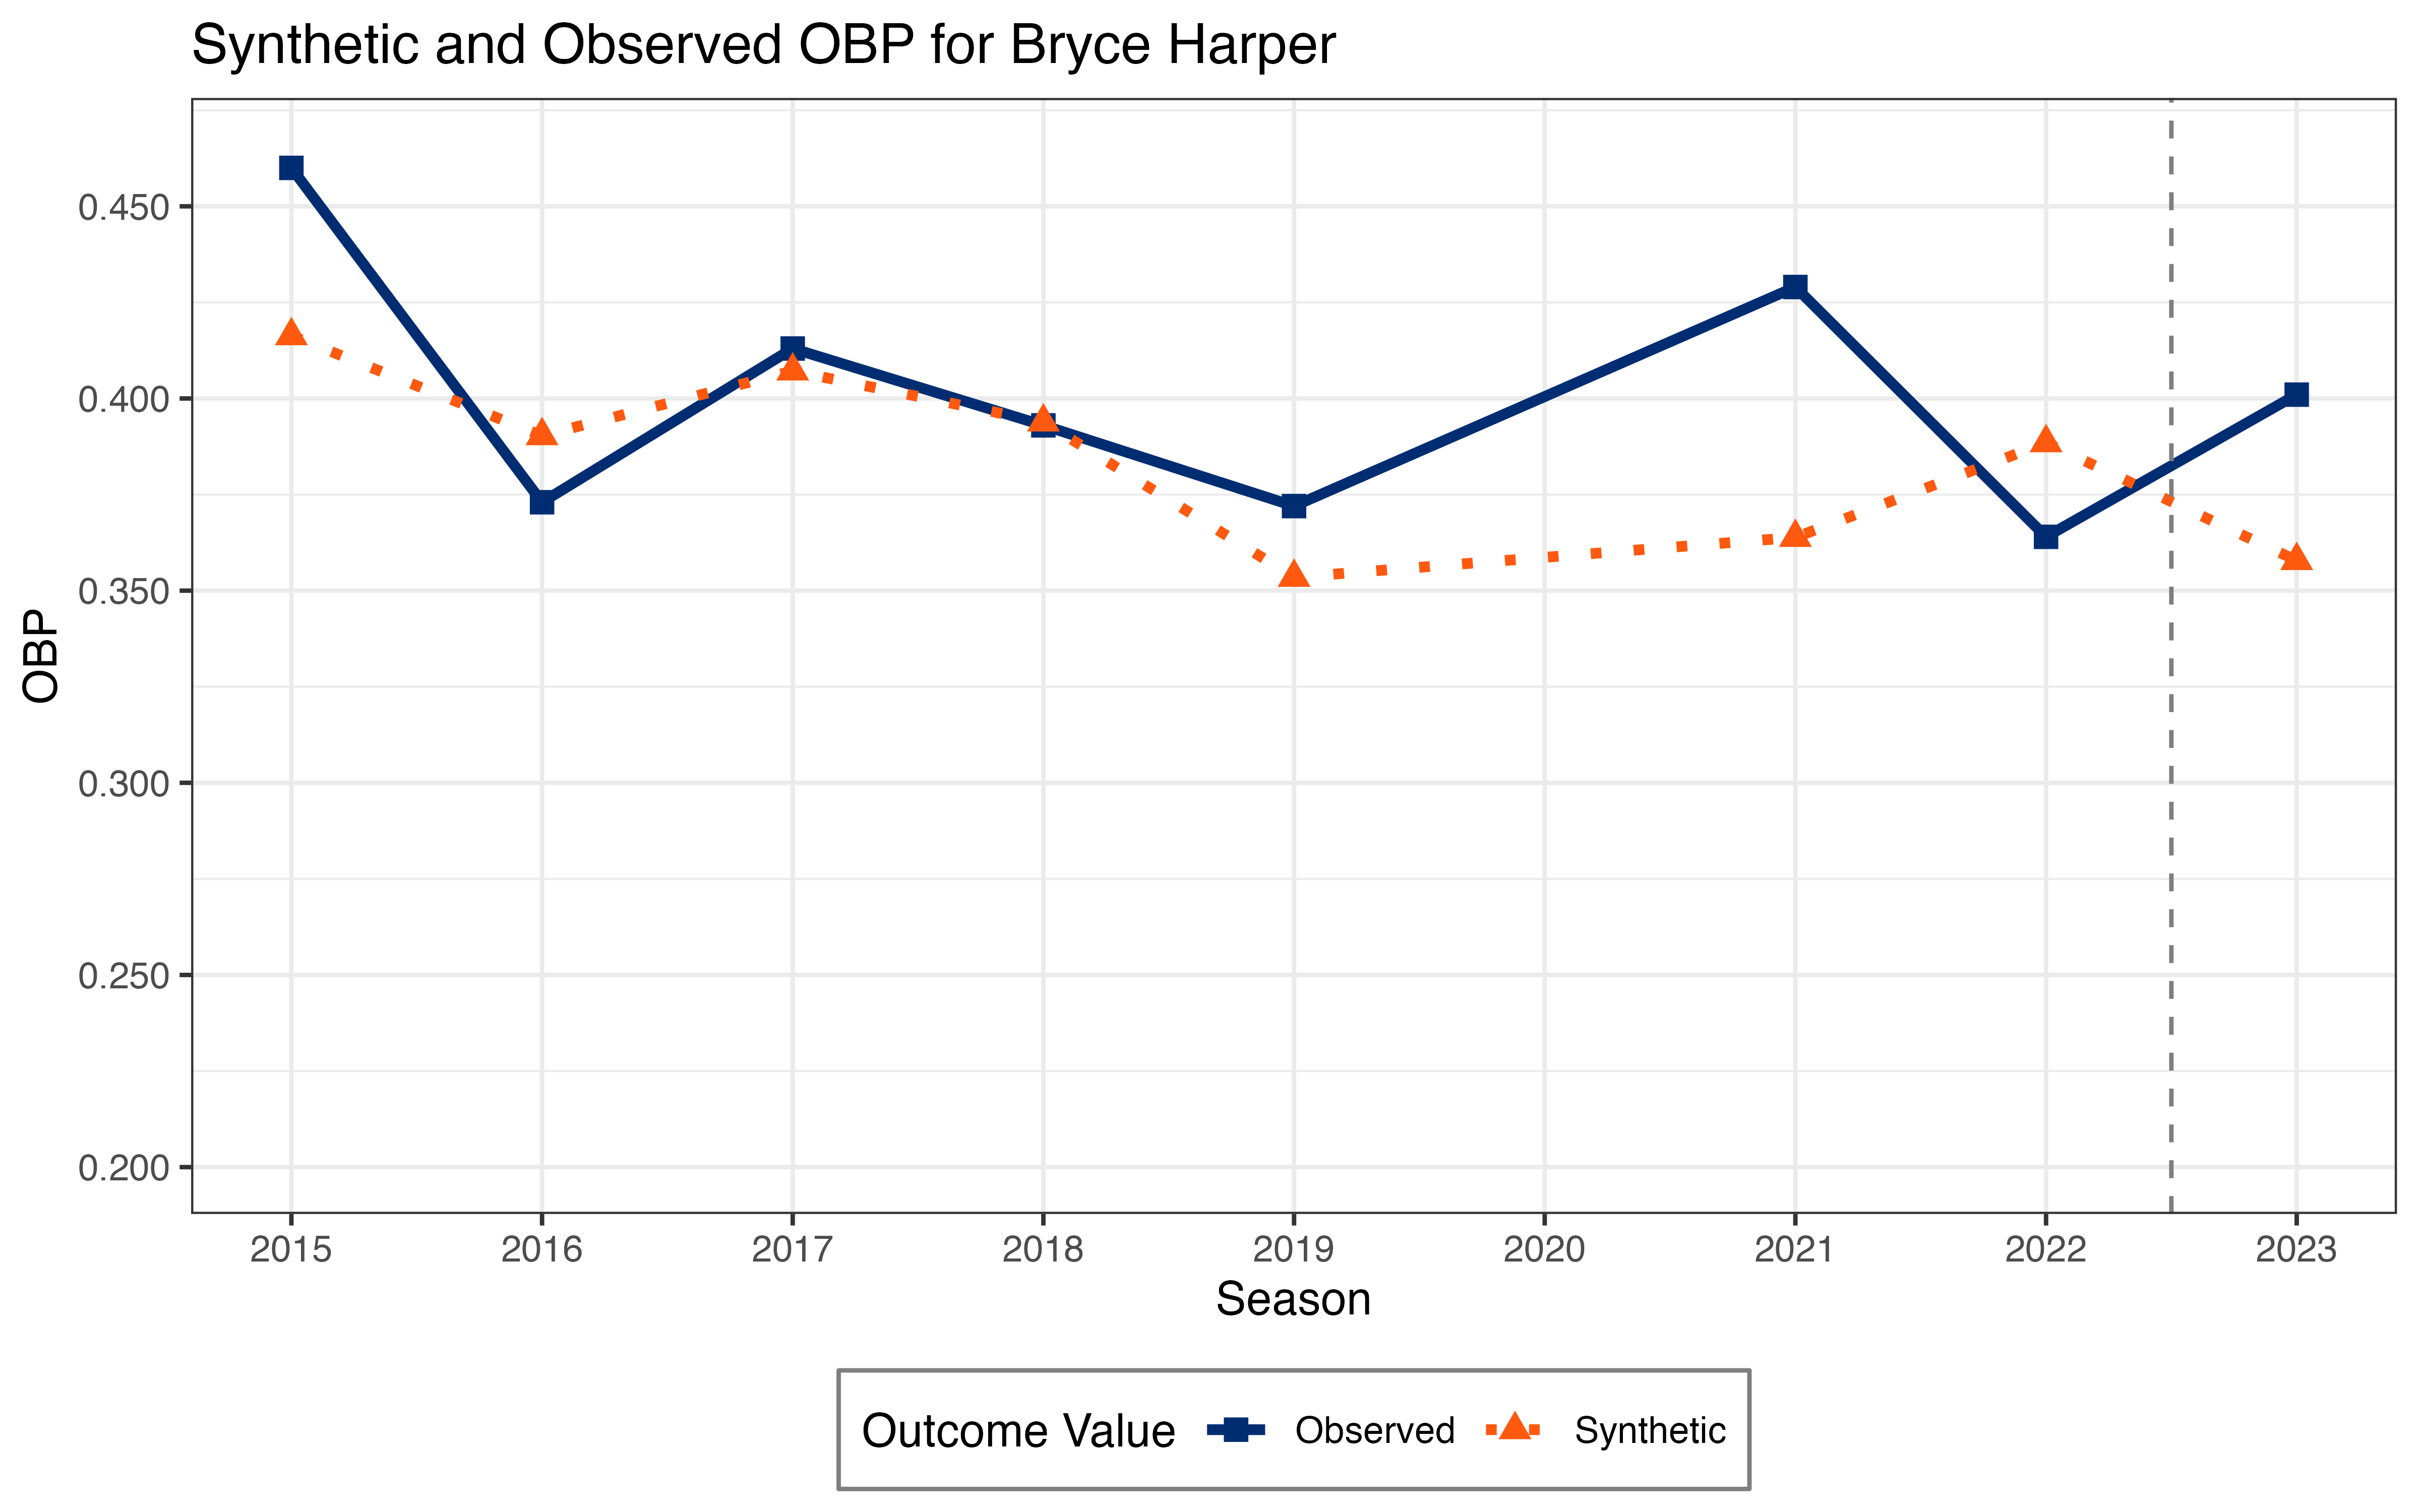 Synthetic and Observed OBP for Bryce Harper
OBP
0.450
0.400
0.350
0.300
0.250
0.200
2015 2016 2017 2018 2019 2020 2021 2022 2023
Season
Outcome Value Observed Synthetic